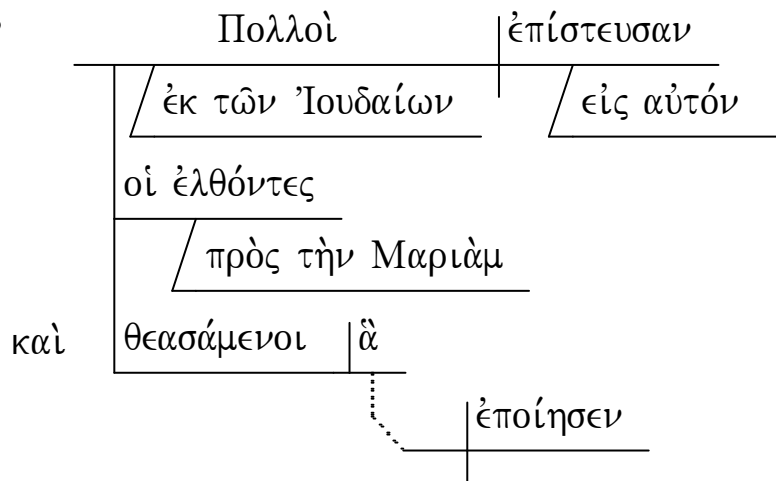 Πολλοὶ ἐπίστευσαν
ἐκ τῶν Ἰουδαίων εἰς αὐτόν
οἱ ἐλθόντες
πρὸς τὴν Μαριὰμ
καὶ θεασάμενοι ἃ
ἐποίησεν